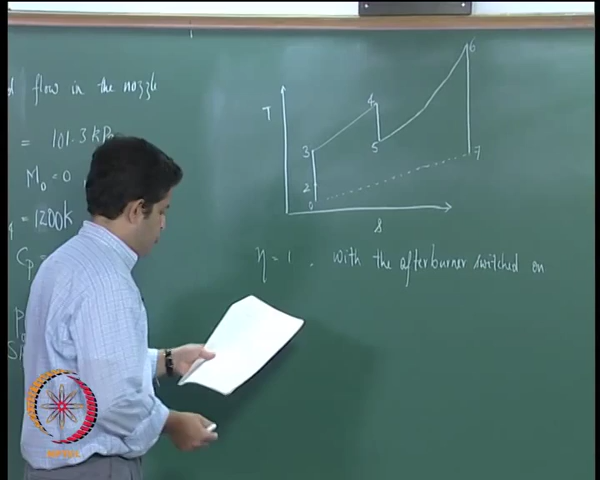 flow in the nozzle
= 101.3 kPa
M₀ = 0
= 1200K
Cp =
T
6
4
3
5
7
2
0
s
η = 1 . With the afterburner switched on